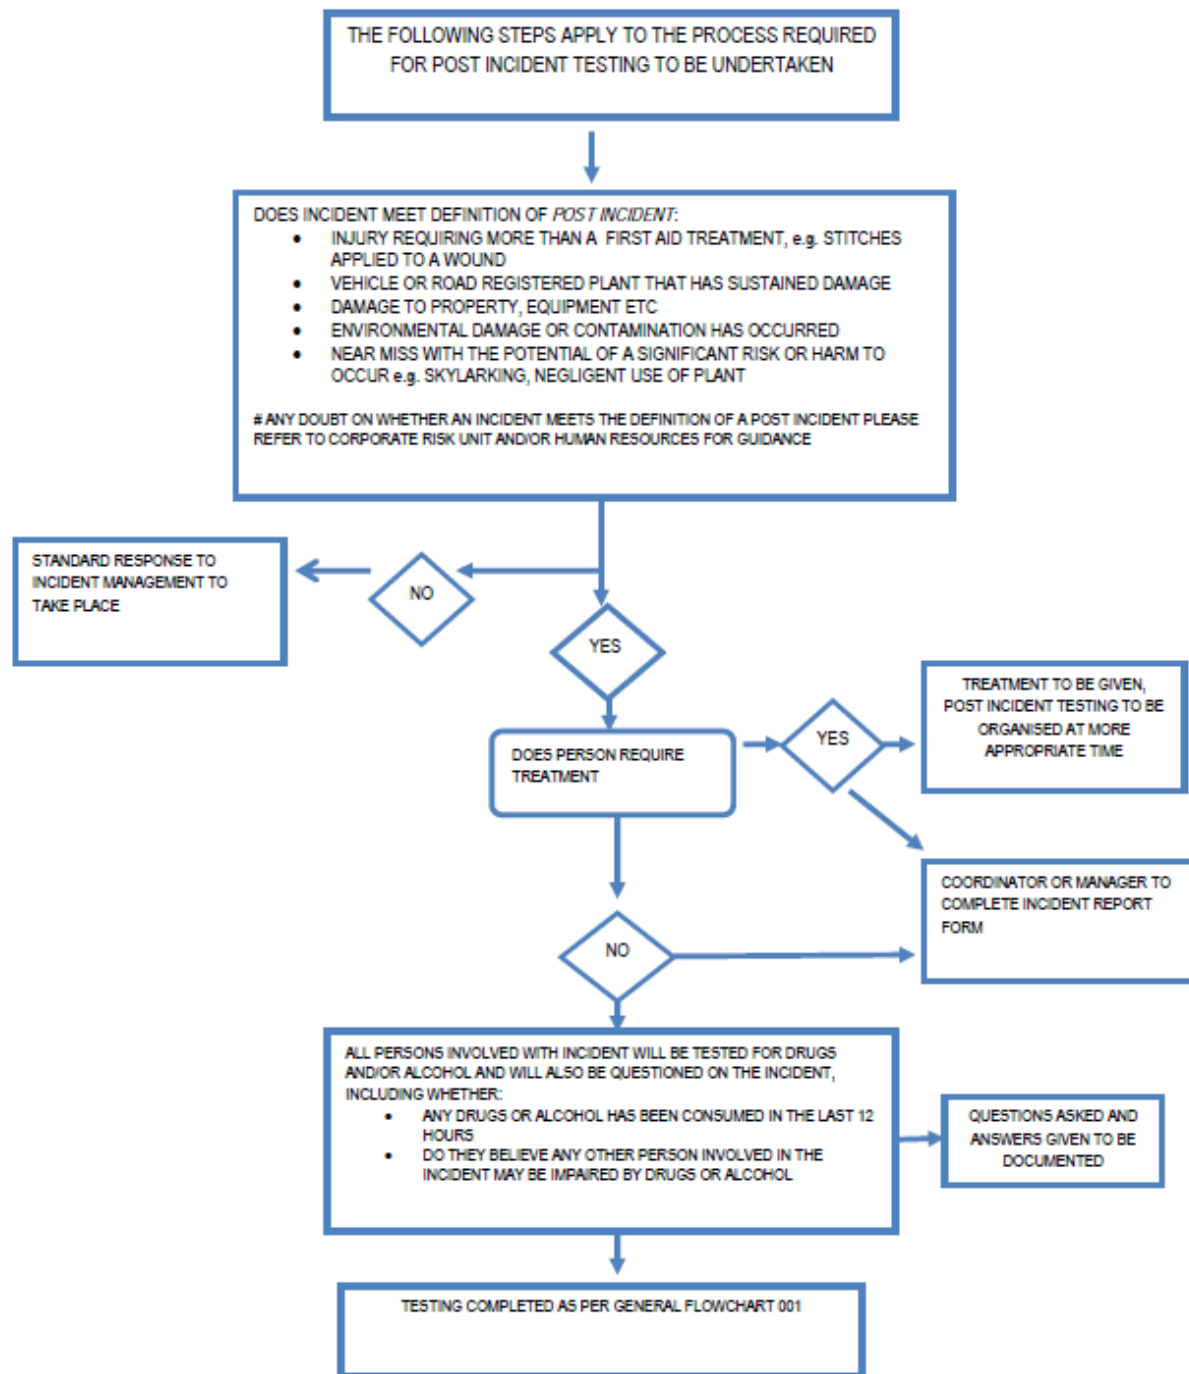 THE FOLLOWING STEPS APPLY TO THE PROCESS REQUIRED
FOR POST INCIDENT TESTING TO BE UNDERTAKEN
DOES INCIDENT MEET DEFINITION OF POST INCIDENT:
• INJURY REQUIRING MORE THAN A FIRST AID TREATMENT, e.g. STITCHES
APPLIED TO A WOUND
• VEHICLE OR ROAD REGISTERED PLANT THAT HAS SUSTAINED DAMAGE
• DAMAGE TO PROPERTY, EQUIPMENT ETC
• ENVIRONMENTAL DAMAGE OR CONTAMINATION HAS OCCURRED
• NEAR MISS WITH THE POTENTIAL OF A SIGNIFICANT RISK OR HARM TO
OCCUR e.g. SKYLARKING, NEGLIGENT USE OF PLANT
# ANY DOUBT ON WHETHER AN INCIDENT MEETS THE DEFINITION OF A POST INCIDENT PLEASE
REFER TO CORPORATE RISK UNIT AND/OR HUMAN RESOURCES FOR GUIDANCE
STANDARD RESPONSE TO
INCIDENT MANAGEMENT TO
TAKE PLACE
NO
YES
DOES PERSON REQUIRE
TREATMENT
YES
TREATMENT TO BE GIVEN,
POST INCIDENT TESTING TO BE
ORGANISED AT MORE
APPROPRIATE TIME
COORDINATOR OR MANAGER TO
COMPLETE INCIDENT REPORT
FORM
NO
ALL PERSONS INVOLVED WITH INCIDENT WILL BE TESTED FOR DRUGS
AND/OR ALCOHOL AND WILL ALSO BE QUESTIONED ON THE INCIDENT,
INCLUDING WHETHER:
• ANY DRUGS OR ALCOHOL HAS BEEN CONSUMED IN THE LAST 12
HOURS
• DO THEY BELIEVE ANY OTHER PERSON INVOLVED IN THE
INCIDENT MAY BE IMPAIRED BY DRUGS OR ALCOHOL
QUESTIONS ASKED AND
ANSWERS GIVEN TO BE
DOCUMENTED
TESTING COMPLETED AS PER GENERAL FLOWCHART 001